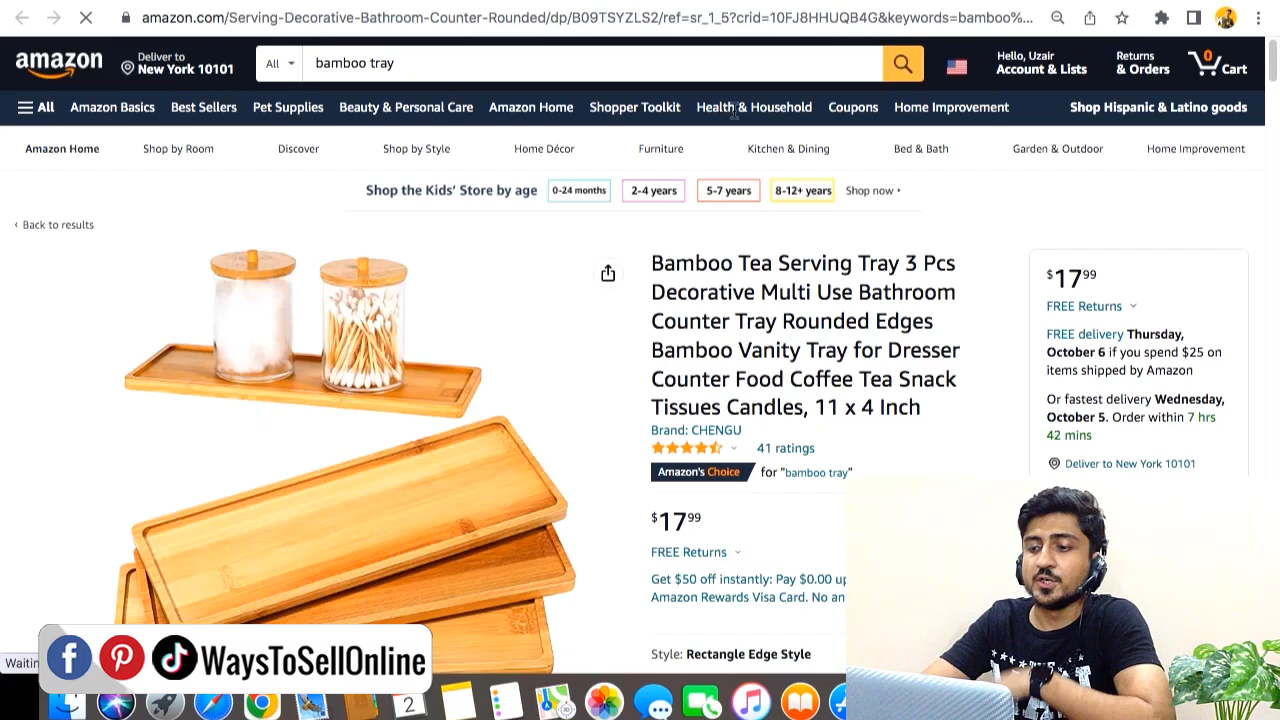 amazon.com/Serving-Decorative-Bathroom-Counter-Rounded/dp/B09TSYZLS2/ref=sr_1_5?crid=10FJ8HHUQB4G&keywords=bamboo%...
amazon
Deliver to
New York 10101
All
bamboo tray
Hello, Uzair
Account & Lists
Returns
& Orders
0
Cart
All
Amazon Basics
Best Sellers
Pet Supplies
Beauty & Personal Care
Amazon Home
Shopper Toolkit
Health & Household
Coupons
Home Improvement
Shop Hispanic & Latino goods
Amazon Home
Shop by Room
Discover
Shop by Style
Home Décor
Furniture
Kitchen & Dining
Bed & Bath
Garden & Outdoor
Home Improvement
Shop the Kids' Store by age
0-24 months
2-4 years
5-7 years
8-12+ years
Shop now
‹ Back to results
Bamboo Tea Serving Tray 3 Pcs
Decorative Multi Use Bathroom
Counter Tray Rounded Edges
Bamboo Vanity Tray for Dresser
Counter Food Coffee Tea Snack
Tissues Candles, 11 x 4 Inch
Brand: CHENGU
41 ratings
Amazon's Choice for "bamboo tray"
$17 99
FREE Returns
Get $50 off instantly: Pay $0.00 up
Amazon Rewards Visa Card. No an
Style: Rectangle Edge Style
$17 99
FREE Returns
FREE delivery Thursday,
October 6 if you spend $25 on
items shipped by Amazon
Or fastest delivery Wednesday,
October 5. Order within 7 hrs
42 mins
Deliver to New York 10101
Waitin
WaysToSellOnline
2